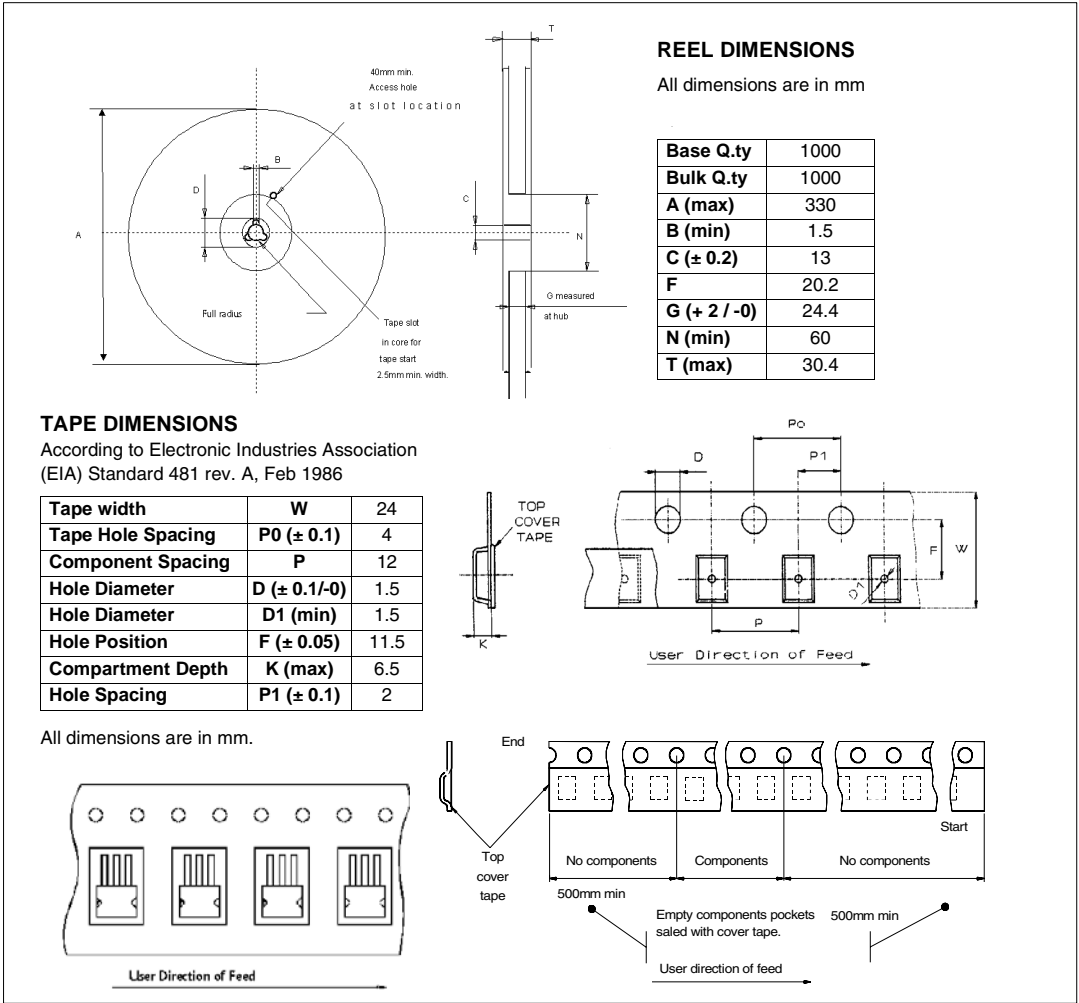 T
40mm min.
Access hole
at slot location
B
D
C
A
N
G measured
at hub
Full radius
Tape slot
in core for
tape start
2.5mm min. width.
REEL DIMENSIONS
All dimensions are in mm
Base Q.ty 1000
Bulk Q.ty 1000
A (max) 330
B (min) 1.5
C (± 0.2) 13
F 20.2
G (+ 2 / -0) 24.4
N (min) 60
T (max) 30.4
TAPE DIMENSIONS
According to Electronic Industries Association
(EIA) Standard 481 rev. A, Feb 1986
Tape width W 24
Tape Hole Spacing P0 (± 0.1) 4
Component Spacing P 12
Hole Diameter D (± 0.1/-0) 1.5
Hole Diameter D1 (min) 1.5
Hole Position F (± 0.05) 11.5
Compartment Depth K (max) 6.5
Hole Spacing P1 (± 0.1) 2
All dimensions are in mm.
TOP
COVER
TAPE
K
Po
D
P1
F
W
D1
P
User Direction of Feed
User Direction of Feed
End
Start
Top
cover
tape
No components
Components
No components
500mm min
Empty components pockets
saled with cover tape.
500mm min
User direction of feed